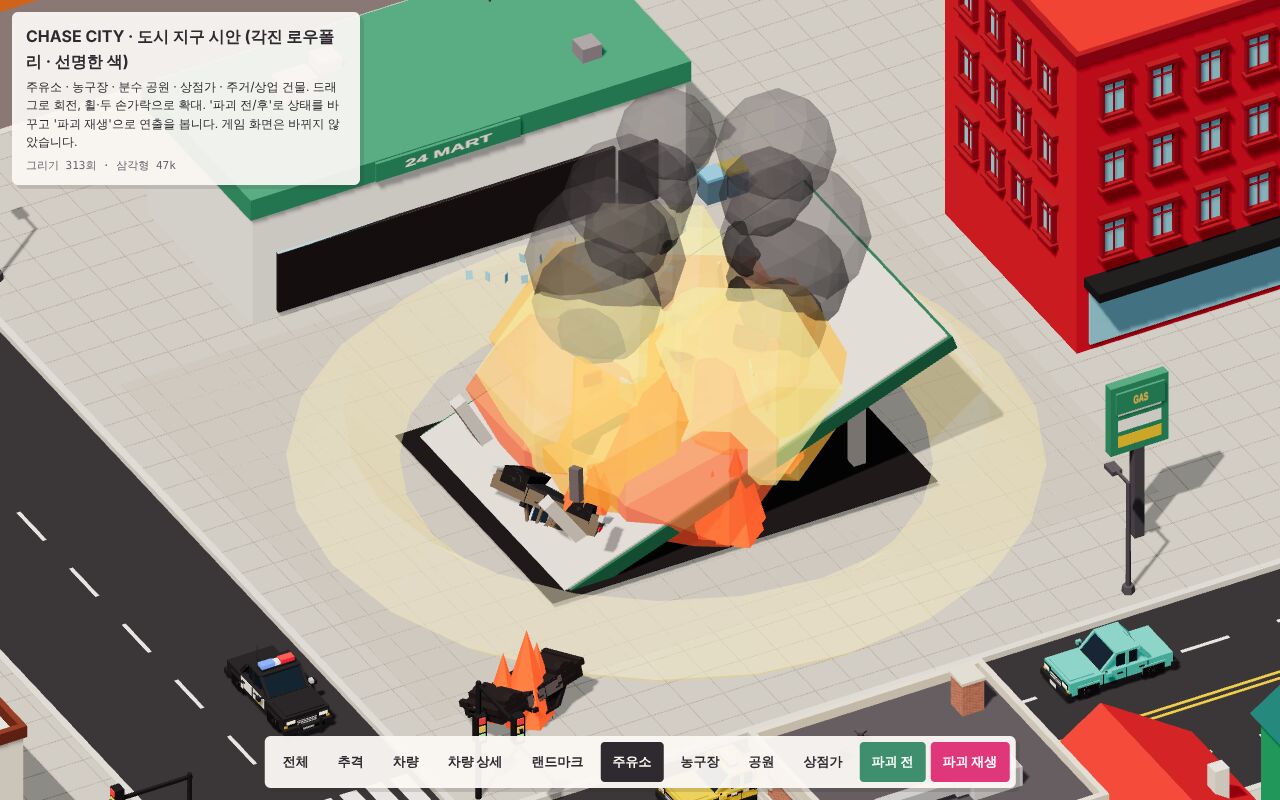 CHASE CITY · 도시 지구 시안 (각진 로우폴
리 · 선명한 색)
주유소 · 농구장 · 분수 공원 · 상점가 · 주거/상업 건물. 드래
그로 회전, 휠·두 손가락으로 확대. '파괴 전/후'로 상태를 바
꾸고 '파괴 재생'으로 연출을 봅니다. 게임 화면은 바뀌지 않
았습니다.
그리기 313회 · 삼각형 47k
24 MART
GAS
전체 추격 차량 차량 상세 랜드마크 주유소 농구장 공원 상점가 파괴 전 파괴 재생